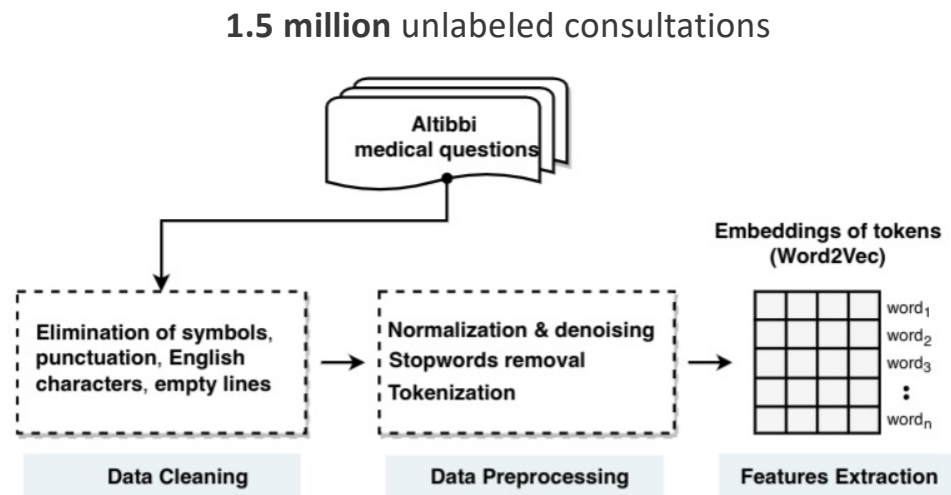 1.5 million unlabeled consultations
Altibbi
medical questions
Embeddings of tokens
(Word2Vec)
Elimination of symbols,
punctuation, English
characters, empty lines
Normalization & denoising
Stopwords removal
Tokenization
word1
word2
word3
:
wordn
Data Cleaning
Data Preprocessing
Features Extraction